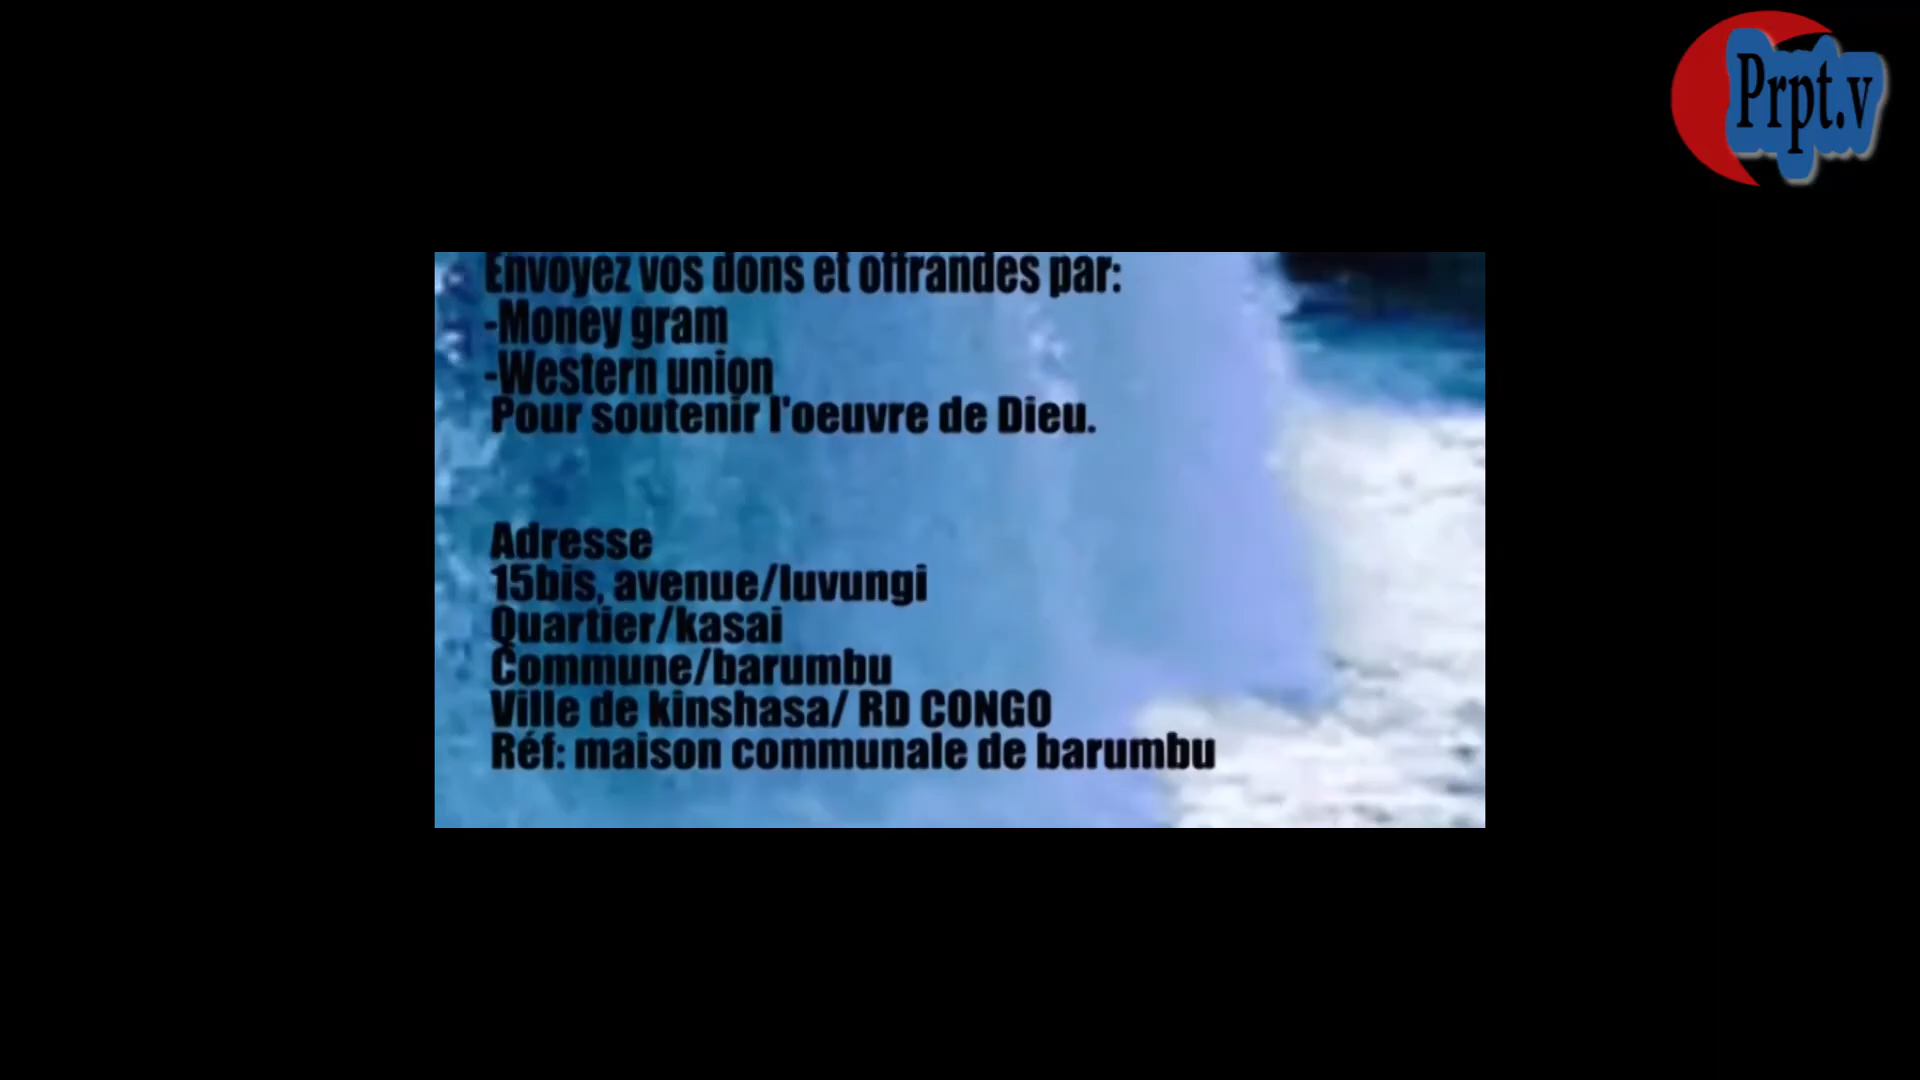 Prpt.v
Envoyez vos dons et offrandes par:
-Money gram
-Western union
Pour soutenir l'oeuvre de Dieu.
Adresse
15bis, avenue/luvungi
Quartier/kasai
Commune/barumbu
Ville de kinshasa/ RD CONGO
Réf: maison communale de barumbu